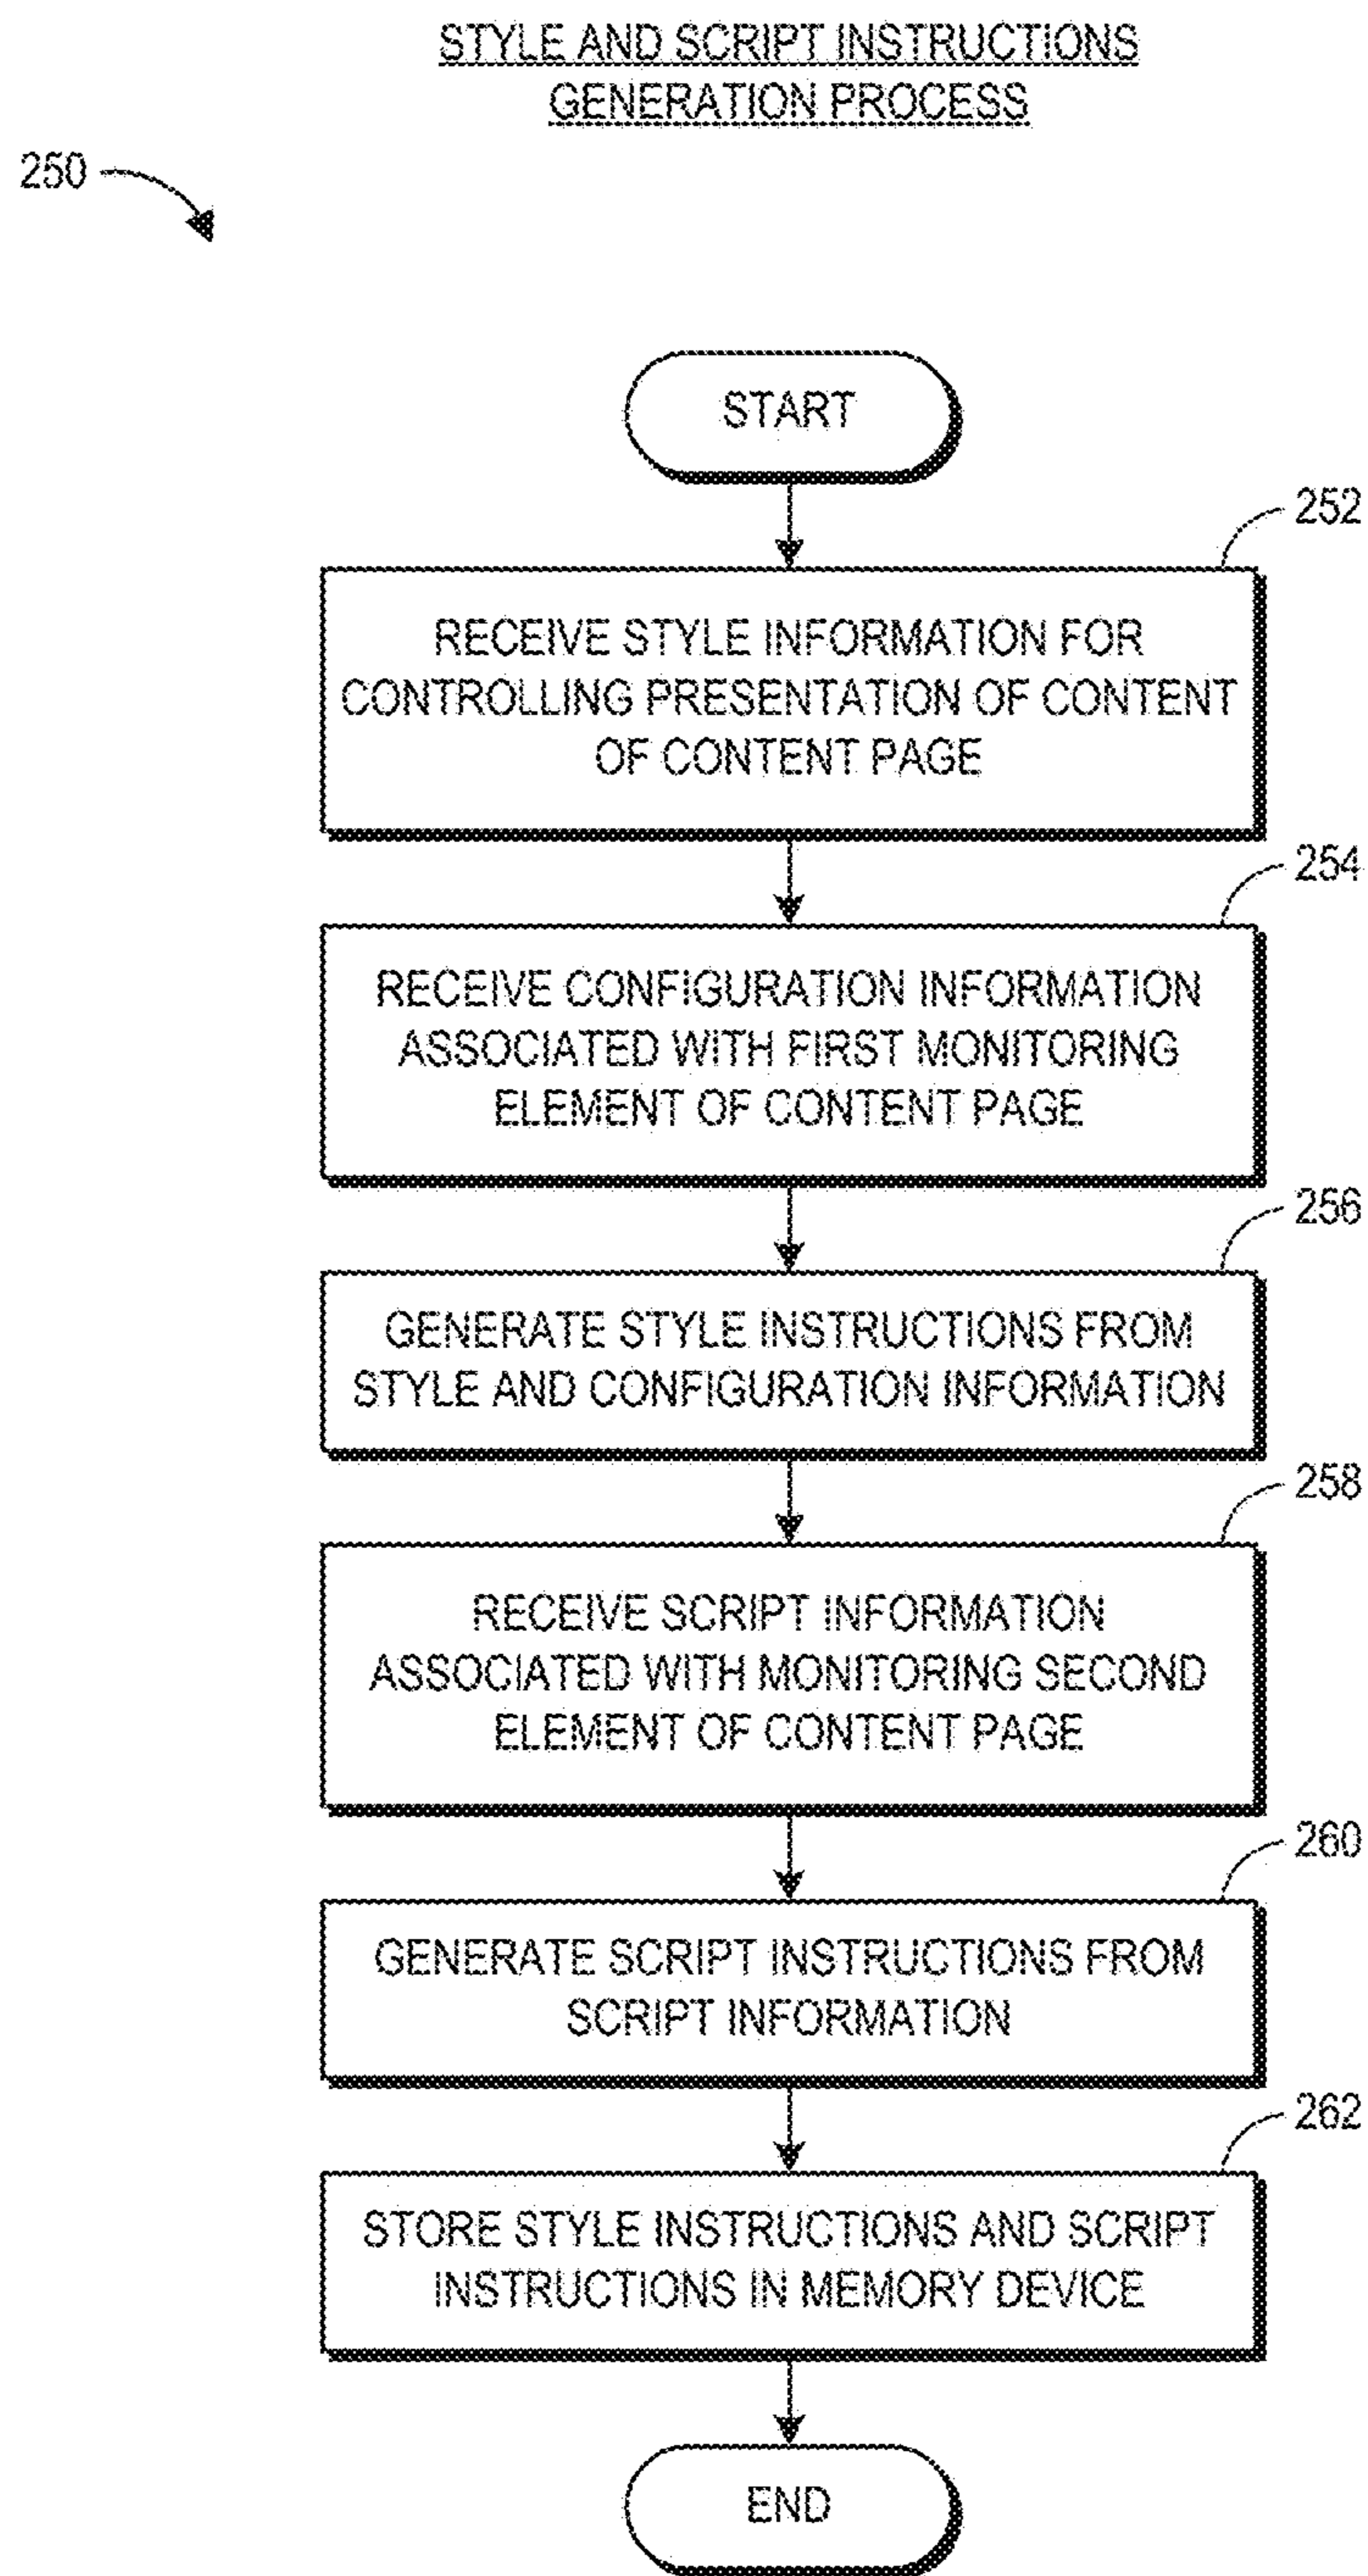 STYLE AND SCRIPT INSTRUCTIONS
GENERATION PROCESS
250
START
252
RECEIVE STYLE INFORMATION FOR
CONTROLLING PRESENTATION OF CONTENT
OF CONTENT PAGE
254
RECEIVE CONFIGURATION INFORMATION
ASSOCIATED WITH FIRST MONITORING
ELEMENT OF CONTENT PAGE
256
GENERATE STYLE INSTRUCTIONS FROM
STYLE AND CONFIGURATION INFORMATION
258
RECEIVE SCRIPT INFORMATION
ASSOCIATED WITH MONITORING SECOND
ELEMENT OF CONTENT PAGE
260
GENERATE SCRIPT INSTRUCTIONS FROM
SCRIPT INFORMATION
262
STORE STYLE INSTRUCTIONS AND SCRIPT
INSTRUCTIONS IN MEMORY DEVICE
END